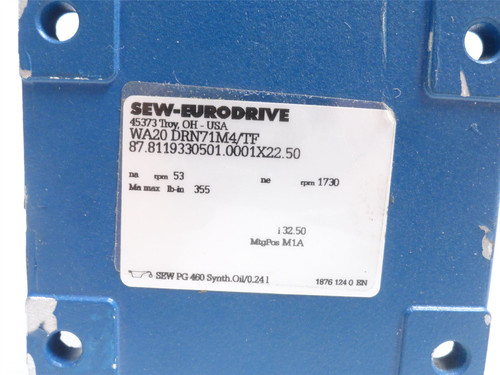 SEW-EURODRIVE
45373 Troy, OH - USA
WA20 DRN71M4/TF
87.8119330501.0001X22.50
na rpm 53 ne rpm 1730
Ma max lb-in 355
i 32.50
MtgPos M1A
SEW PG 460 Synth.Oil/0.24 l 1876 124 0 EN